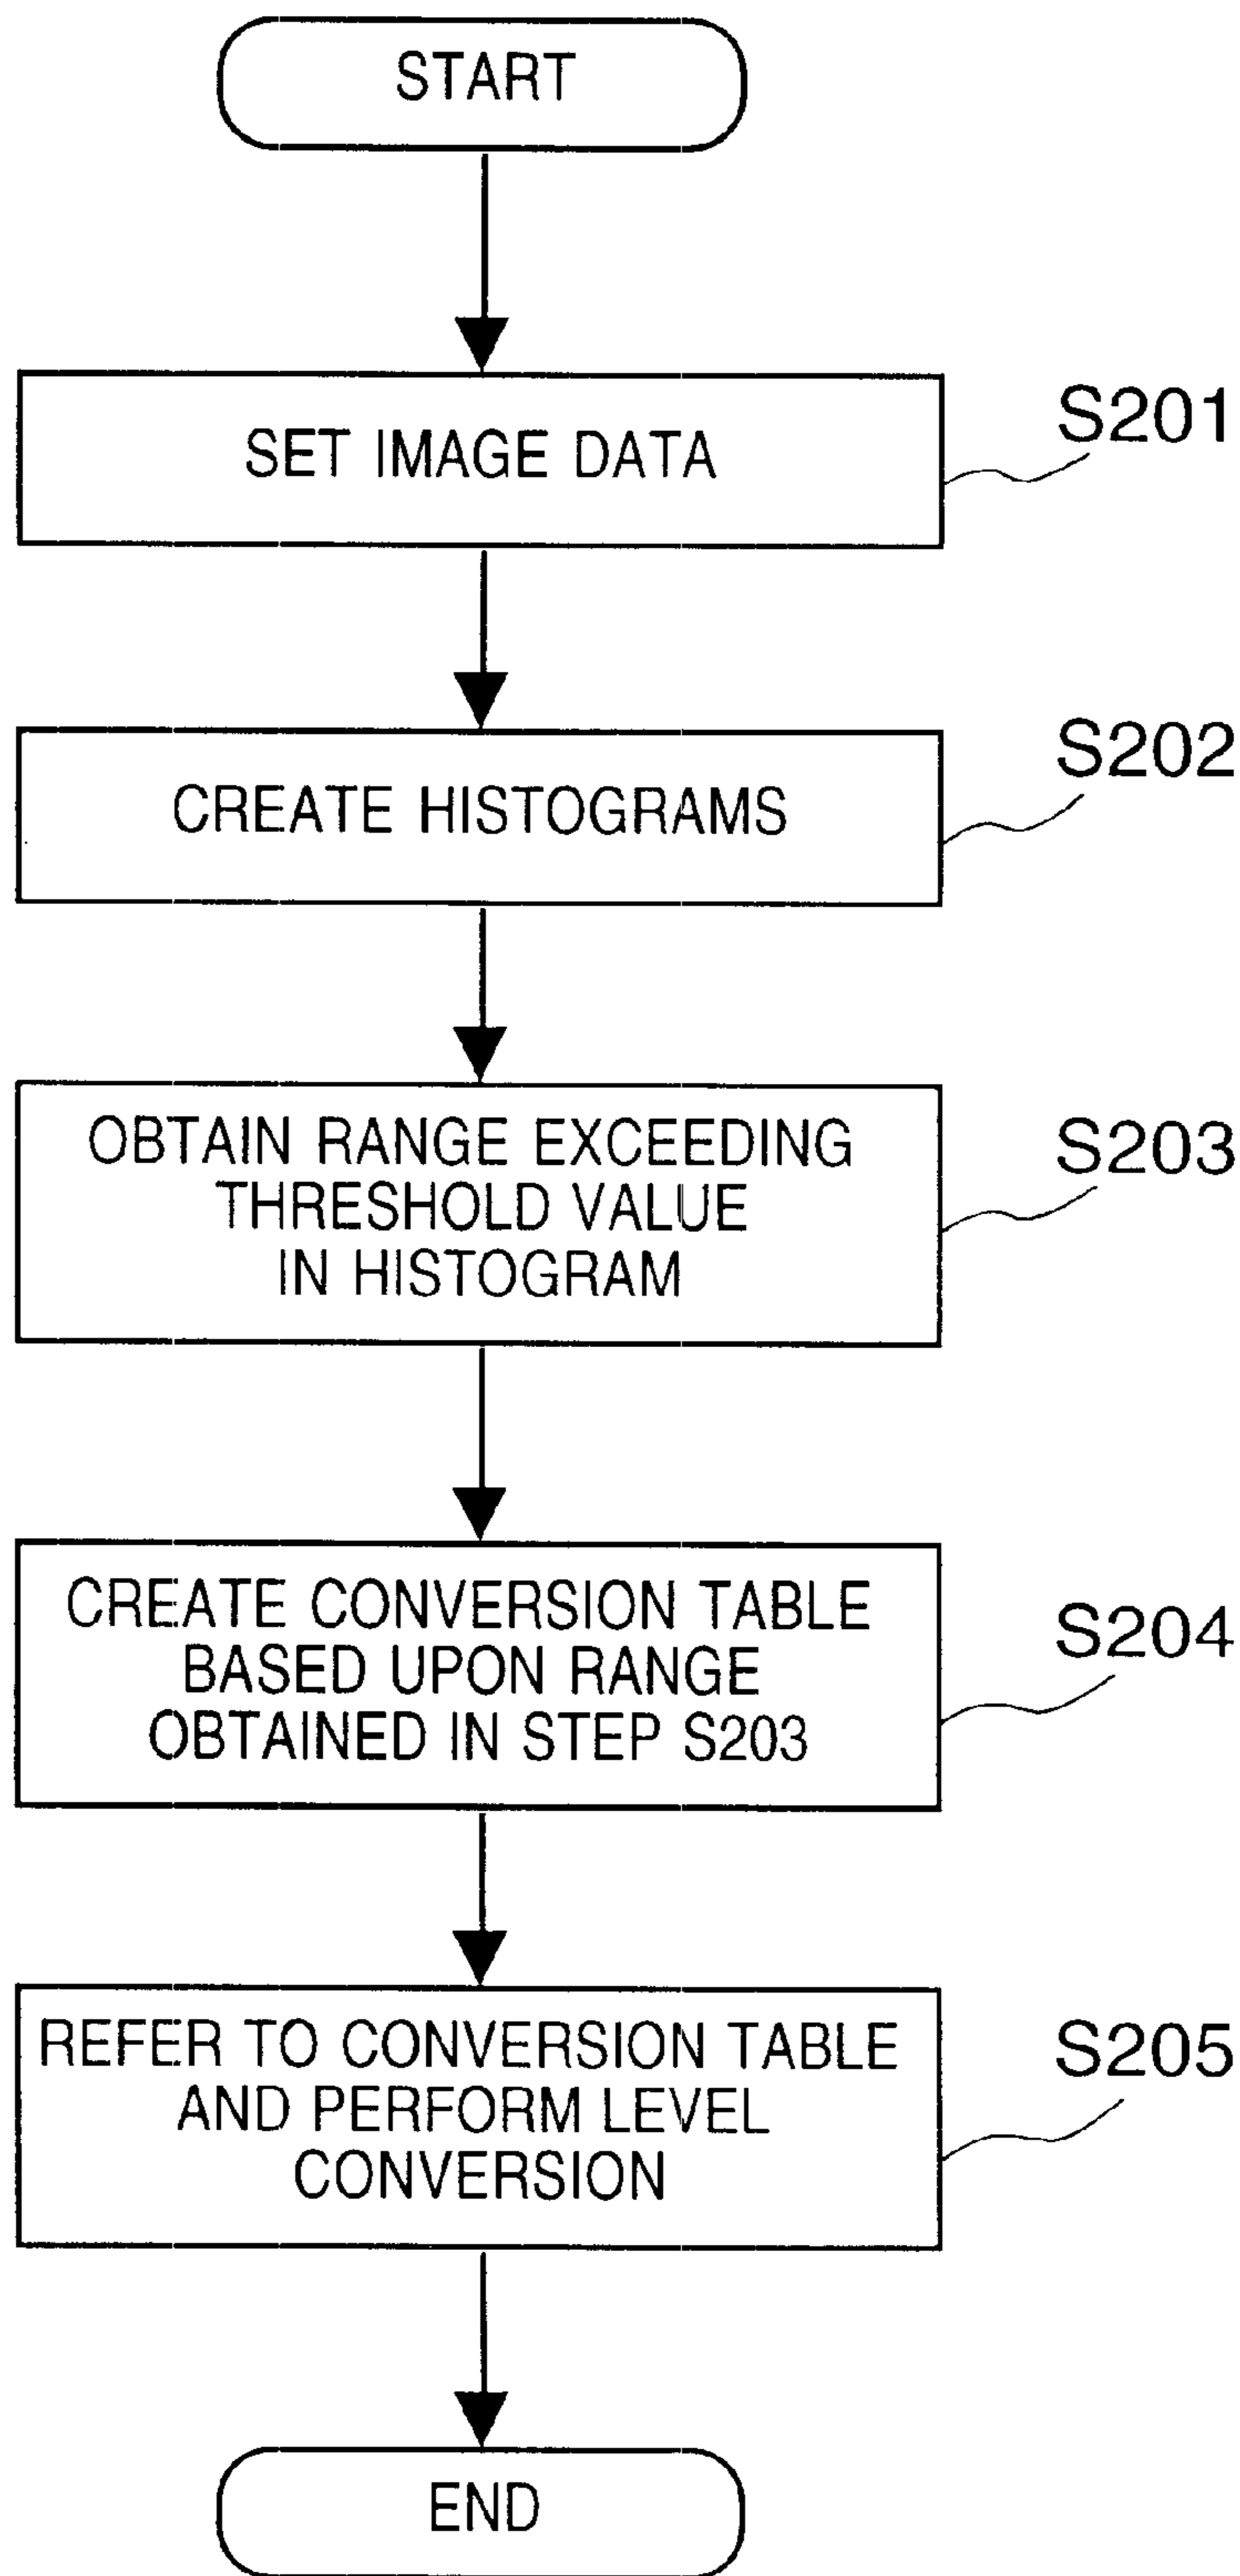 START
SET IMAGE DATA
S201
CREATE HISTOGRAMS
S202
OBTAIN RANGE EXCEEDING
THRESHOLD VALUE
IN HISTOGRAM
S203
CREATE CONVERSION TABLE
BASED UPON RANGE
OBTAINED IN STEP S203
S204
REFER TO CONVERSION TABLE
AND PERFORM LEVEL
CONVERSION
S205
END